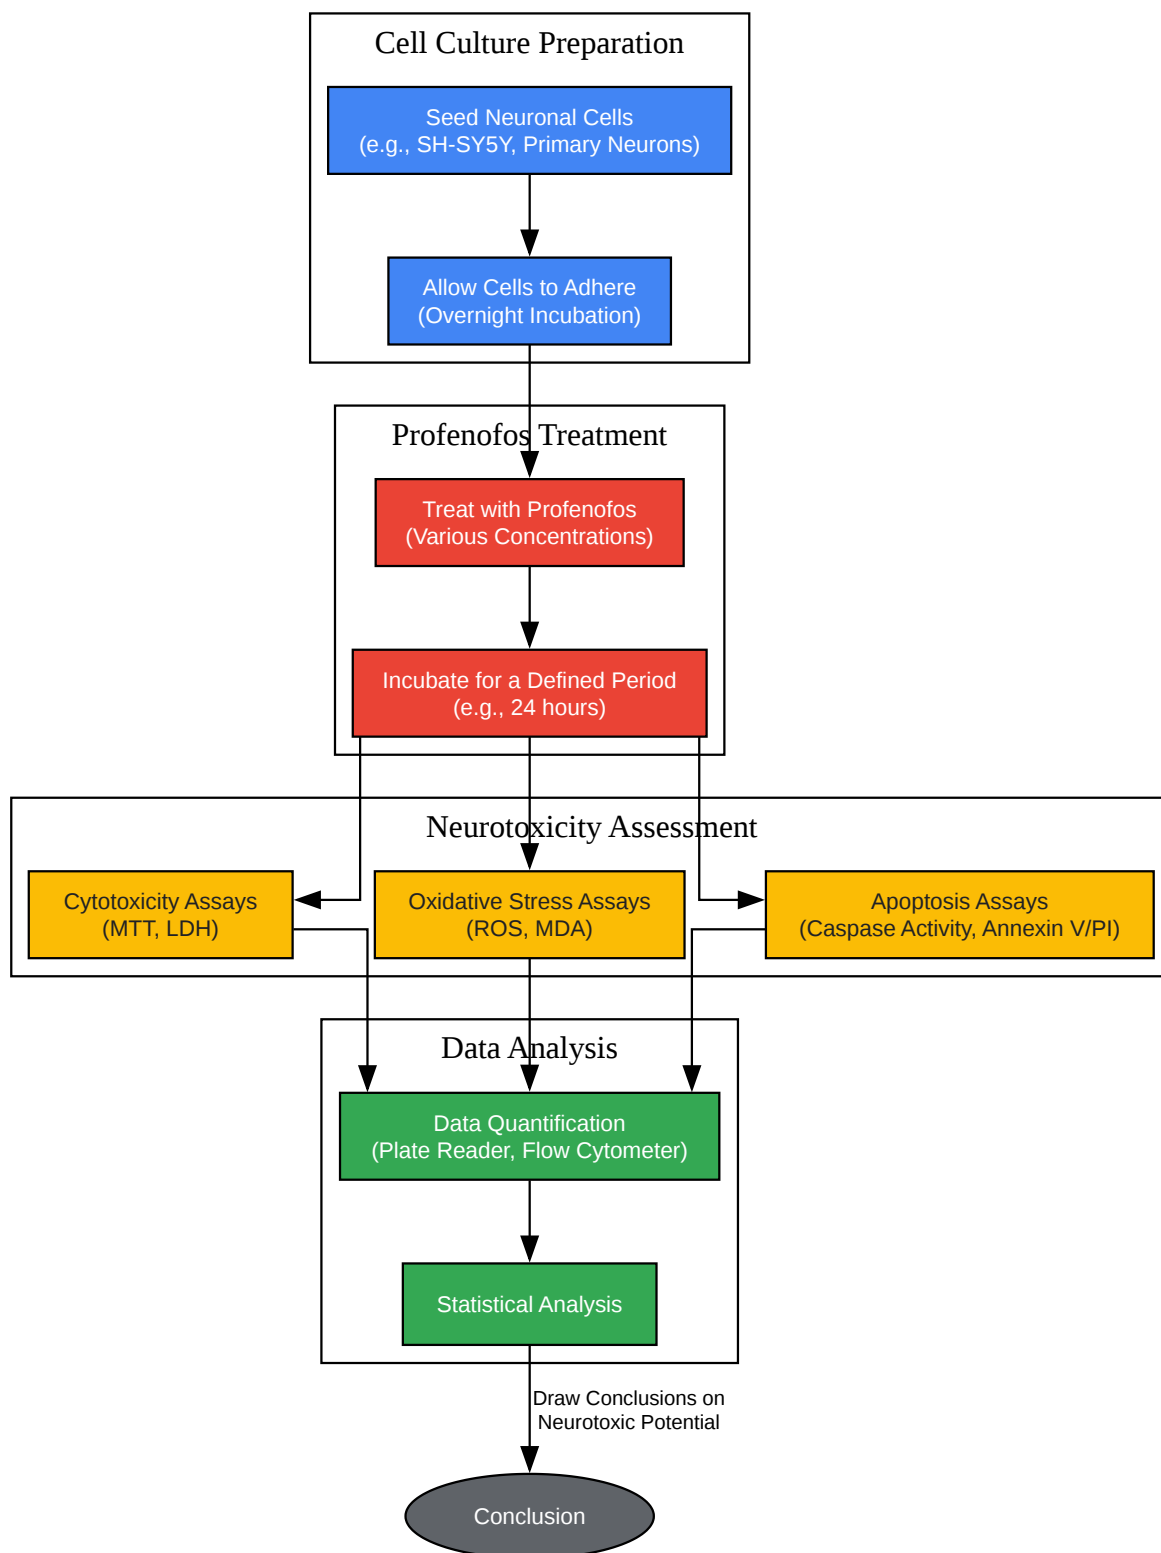 Cell Culture Preparation
Seed Neuronal Cells
(e.g., SH-SY5Y, Primary Neurons)
Allow Cells to Adhere
(Overnight Incubation)
Profenofos Treatment
Treat with Profenofos
(Various Concentrations)
Incubate for a Defined Period
(e.g., 24 hours)
Neurotoxicity Assessment
Cytotoxicity Assays
(MTT, LDH)
Oxidative Stress Assays
(ROS, MDA)
Apoptosis Assays
(Caspase Activity, Annexin V/PI)
Data Analysis
Data Quantification
(Plate Reader, Flow Cytometer)
Statistical Analysis
Draw Conclusions on
Neurotoxic Potential
Conclusion